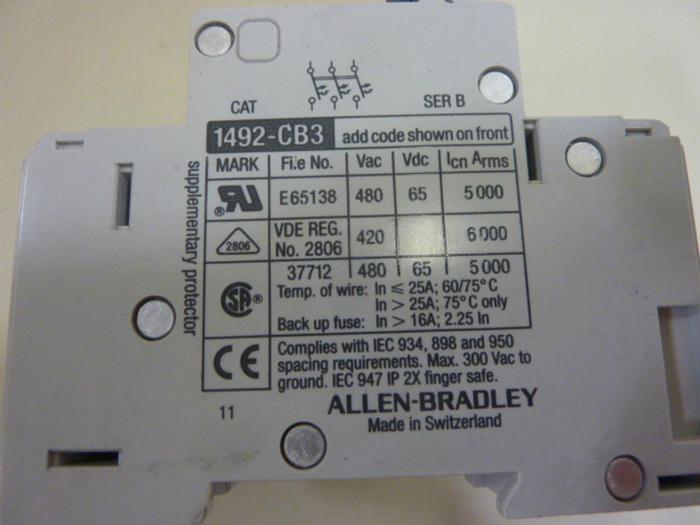 CAT SER B
1492-CB3 add code shown on front
MARK File No. Vac Vdc Icn Arms
E65138 480 65 5000
VDE REG. No. 2806 420 6000
2806
37712 480 65 5000
Temp. of wire: In ≤ 25A; 60/75°C
In > 25A; 75°C only
Back up fuse: In > 16A; 2.25 In
Complies with IEC 934, 898 and 950
spacing requirements. Max. 300 Vac to
ground. IEC 947 IP 2X finger safe.
ALLEN-BRADLEY
Made in Switzerland
11
supplementary protector
RU ®
SA ®
CE